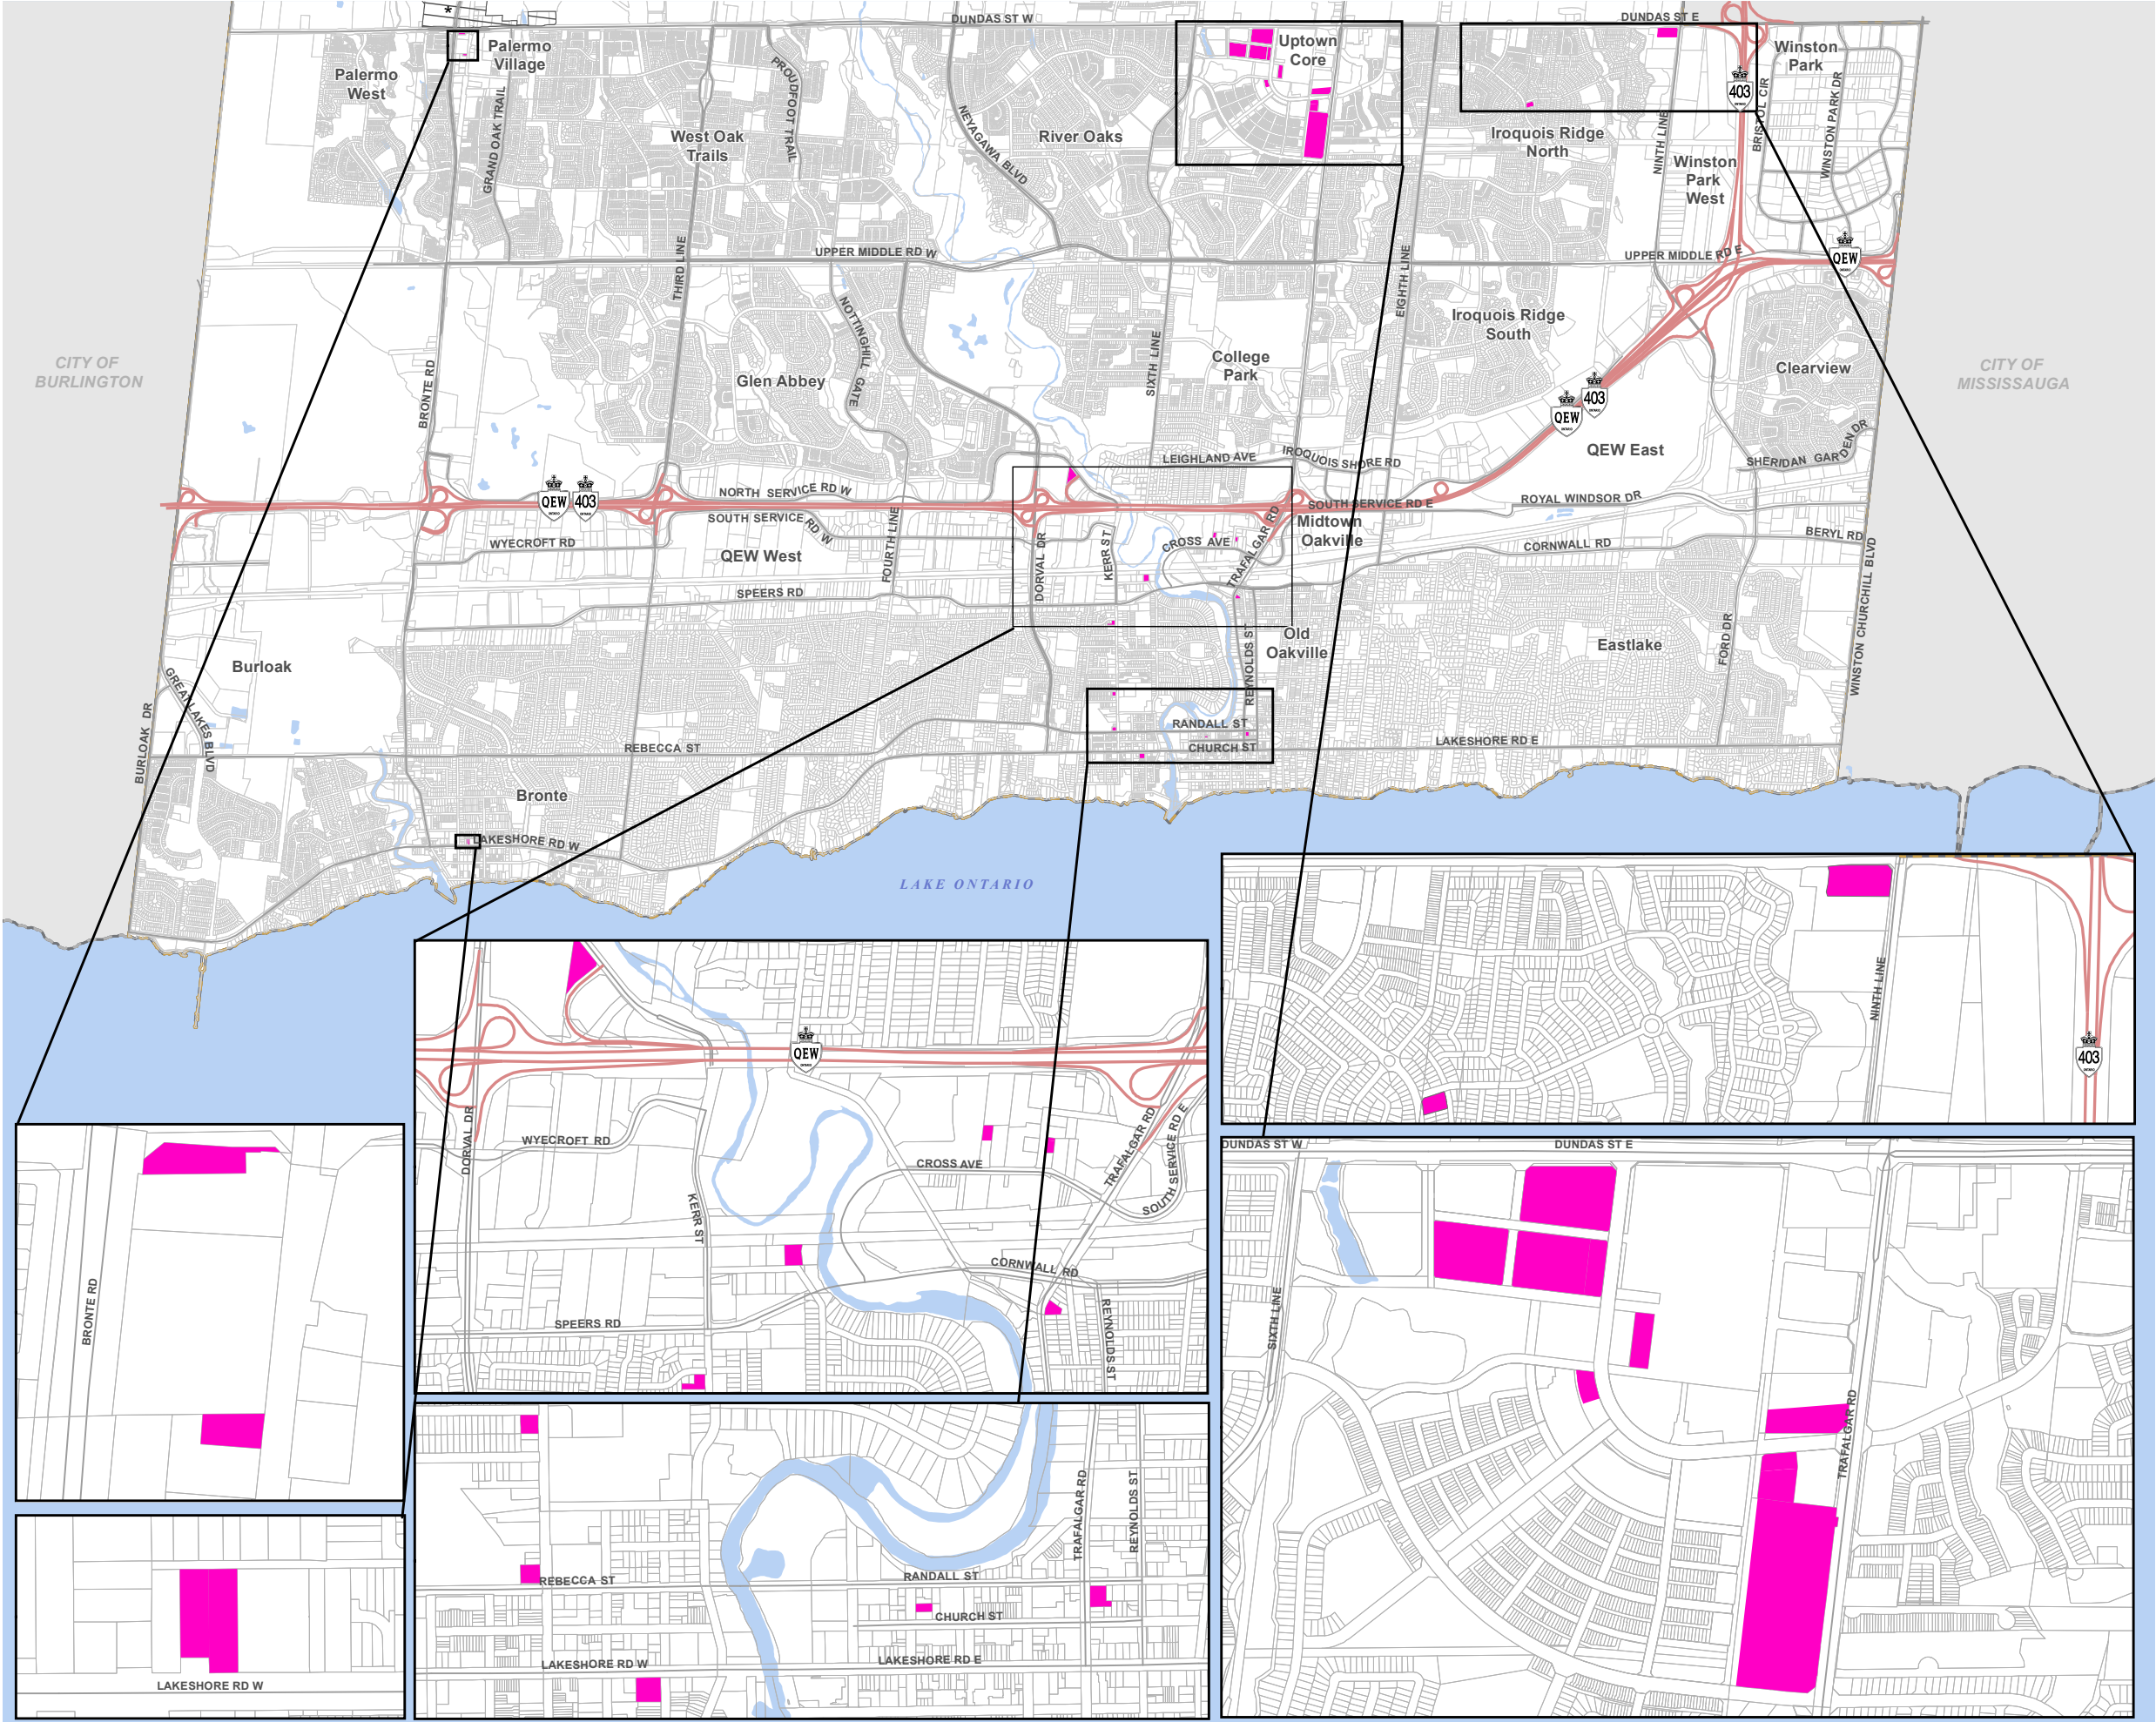 *
DUNDAS ST W
DUNDAS ST E
Palermo
Village
Palermo
West
Uptown
Core
Winston
Park
403
PROUDFOOT TRAIL
GRAND OAK TRAIL
West Oak
Trails
NEYAGAWA BLVD
River Oaks
Iroquois Ridge
North
NINTH LINE
BRISTOL CIR
WINSTON PARK DR
Winston
Park
West
UPPER MIDDLE RD W
UPPER MIDDLE RD E
QEW
THIRD LINE
EIGHTH LINE
NOTTINGHILL GATE
SIXTH LINE
Iroquois Ridge
South
CITY OF
BURLINGTON
College
Park
Glen Abbey
Clearview
CITY OF
MISSISSAUGA
BRONTE RD
403
QEW
QEW East
LEIGHLAND AVE
IROQUOIS SHORE RD
SHERIDAN GARDEN DR
QEW
403
NORTH SERVICE RD W
SOUTH SERVICE RD W
SOUTH SERVICE RD E
ROYAL WINDSOR DR
Midtown
Oakville
WYECROFT RD
QEW West
FOURTH LINE
DORVAL DR
KERR ST
CROSS AVE
TRAFALGAR RD
CORNWALL RD
BERYL RD
WINSTON CHURCHILL BLVD
SPEERS RD
Burloak
Old
Oakville
REYNOLDS ST
Eastlake
FORD DR
GREAT LAKES BLVD
BURLOAK DR
REBECCA ST
RANDALL ST
CHURCH ST
LAKESHORE RD E
Bronte
LAKESHORE RD W
LAKE ONTARIO
QEW
DORVAL DR
WYECROFT RD
KERR ST
CROSS AVE
TRAFALGAR RD
SOUTH SERVICE RD E
CORNWALL RD
SPEERS RD
REYNOLDS ST
NINTH LINE
403
BRONTE RD
DUNDAS ST W
DUNDAS ST E
SIXTH LINE
TRAFALGAR RD
TRAFALGAR RD
REYNOLDS ST
REBECCA ST
RANDALL ST
CHURCH ST
LAKESHORE RD W
LAKESHORE RD E
LAKESHORE RD W